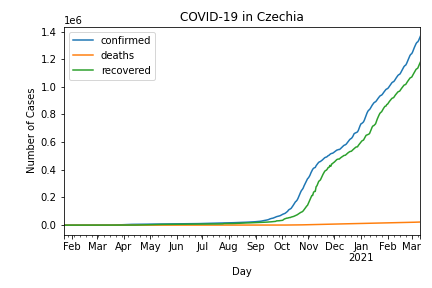 COVID-19 in Czechia
1e6
confirmed
deaths
recovered
1.4
1.2
1.0
0.8
0.6
0.4
0.2
0.0
Number of Cases
Feb Mar Apr May Jun Jul Aug Sep Oct Nov Dec Jan Feb Mar
2021
Day